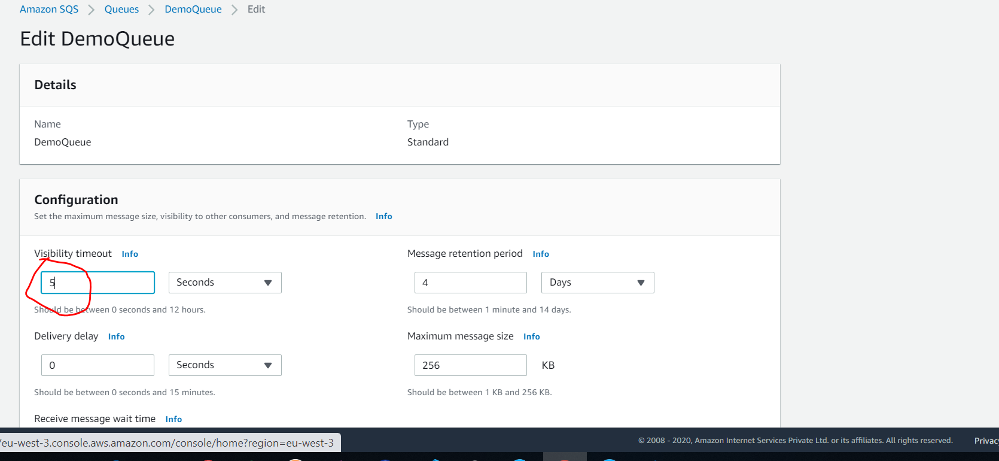 Amazon SQS > Queues > DemoQueue > Edit
Edit DemoQueue
Details
Name
DemoQueue
Type
Standard
Configuration
Set the maximum message size, visibility to other consumers, and message retention. Info
Visibility timeout Info
5 Seconds
Should be between 0 seconds and 12 hours.
Message retention period Info
4 Days
Should be between 1 minute and 14 days.
Delivery delay Info
0 Seconds
Should be between 0 seconds and 15 minutes.
Maximum message size Info
256 KB
Should be between 1 KB and 256 KB.
Receive message wait time Info
/eu-west-3.console.aws.amazon.com/console/home?region=eu-west-3
© 2008 - 2020, Amazon Internet Services Private Ltd. or its affiliates. All rights reserved. Privac